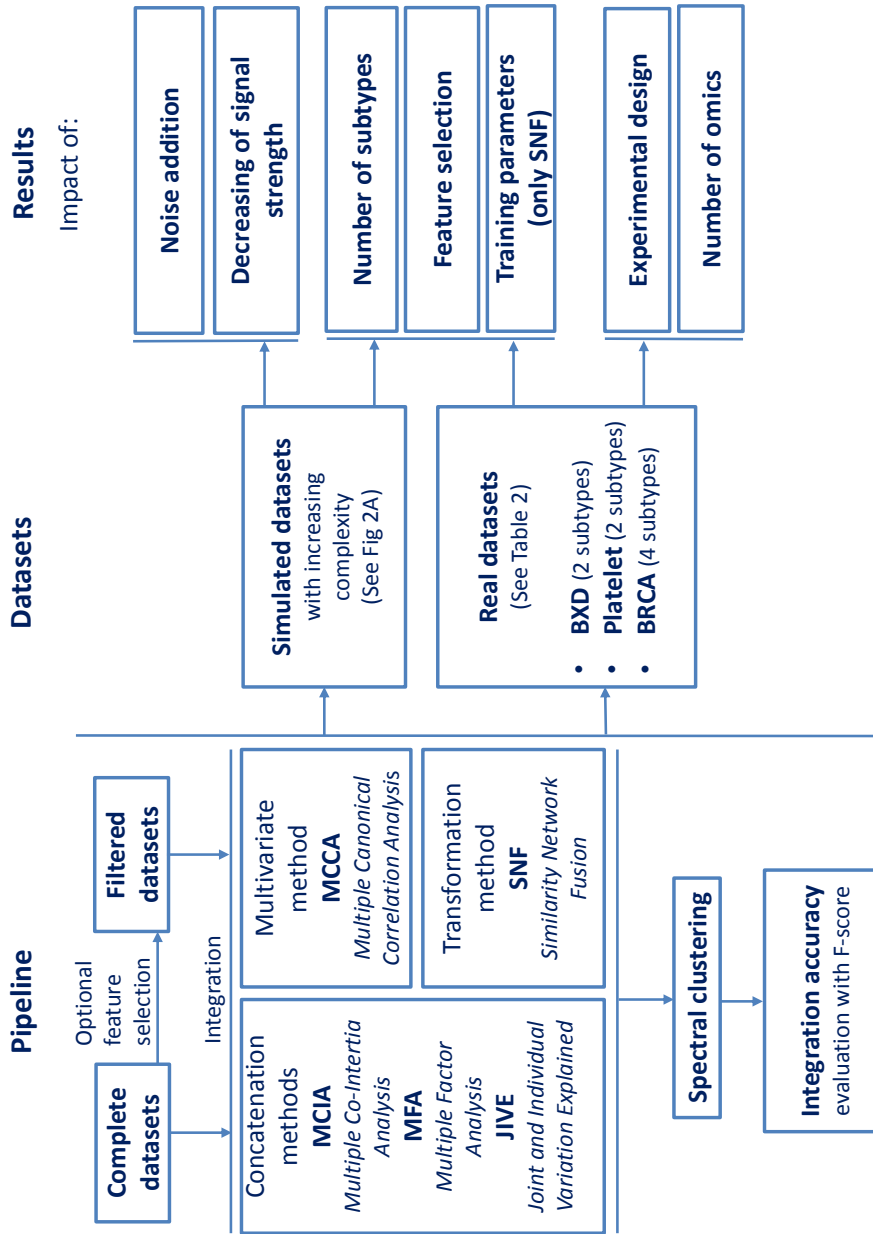 Pipeline
Complete
datasets
Optional
feature
selection
Filtered
datasets
Integration
Concatenation
methods
MCIA
Multiple Co-Intertia
Analysis
MFA
Multiple Factor
Analysis
JIVE
Joint and Individual
Variation Explained
Multivariate
method
MCCA
Multiple Canonical
Correlation Analysis
Transformation
method
SNF
Similarity Network
Fusion
Spectral clustering
Integration accuracy
evaluation with F-score
Datasets
Simulated datasets
with increasing
complexity
(See Fig 2A)
Real datasets
(See Table 2)
• BXD (2 subtypes)
• Platelet (2 subtypes)
• BRCA (4 subtypes)
Results
Impact of:
Noise addition
Decreasing of signal
strength
Number of subtypes
Feature selection
Training parameters
(only SNF)
Experimental design
Number of omics